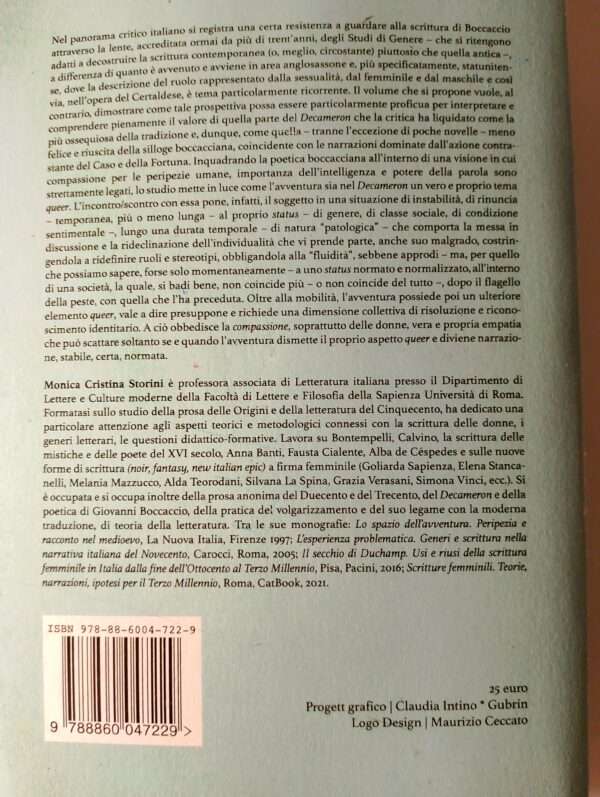 Nel panorama critico italiano si registra una certa resistenza a guardare alla scrittura di Boccaccio
attraverso la lente, accreditata ormai da più di trent'anni, degli Studi di Genere – che si ritengono
adatti a decostruire la scrittura contemporanea (o, meglio, circostante) piuttosto che quella antica –,
a differenza di quanto è avvenuto e avviene in area anglosassone e, più specificamente, statuniten-
se, dove la descrizione del ruolo rappresentato dalla sessualità, dal femminile e dal maschile e così
via, nell'opera del Certaldese, è tema particolarmente ricorrente. Il volume che si propone vuole, al
contrario, dimostrare come tale prospettiva possa essere particolarmente proficua per interpretare e
comprendere pienamente il valore di quella parte del Decameron che la critica ha liquidato come la
più ossequiosa della tradizione e, dunque, come quella – tranne l'eccezione di poche novelle – meno
felice e riuscita della silloge boccacciana, coincidente con le narrazioni dominate dall'azione contra-
stante del Caso e della Fortuna. Inquadrando la poetica boccacciana all'interno di una visione in cui
compassione per le peripezie umane, importanza dell'intelligenza e potere della parola sono
strettamente legati, lo studio mette in luce come l'avventura sia nel Decameron un vero e proprio tema
queer. L'incontro/scontro con essa pone, infatti, il soggetto in una situazione di instabilità, di rinuncia
– temporanea, più o meno lunga – al proprio status – di genere, di classe sociale, di condizione
sentimentale –, lungo una durata temporale – di natura "patologica" – che comporta la messa in
discussione e la rideclinazione dell'individualità che vi prende parte, anche suo malgrado, costrin-
gendola a ridefinire ruoli e stereotipi, obbligandola alla "fluidità", sebbene approdi – ma, per quello
che possiamo sapere, forse solo momentaneamente – a uno status normato e normalizzato, all'interno
di una società, la quale, si badi bene, non coincide più – o non coincide del tutto –, dopo il flagello
della peste, con quella che l'ha preceduta. Oltre alla mobilità, l'avventura possiede poi un ulteriore
elemento queer, vale a dire presuppone e richiede una dimensione collettiva di risoluzione e ricono-
scimento identitario. A ciò obbedisce la compassione, soprattutto delle donne, vera e propria empatia
che può scattare soltanto se e quando l'avventura dismette il proprio aspetto queer e diviene narrazio-
ne, stabile, certa, normata.
Monica Cristina Storini è professora associata di Letteratura italiana presso il Dipartimento di
Lettere e Culture moderne della Facoltà di Lettere e Filosofia della Sapienza Università di Roma.
Formatasi sullo studio della prosa delle Origini e della letteratura del Cinquecento, ha dedicato una
particolare attenzione agli aspetti teorici e metodologici connessi con la scrittura delle donne, i
generi letterari, le questioni didattico-formative. Lavora su Bontempelli, Calvino, la scrittura delle
mistiche e delle poete del XVI secolo, Anna Banti, Fausta Cialente, Alba de Céspedes e sulle nuove
forme di scrittura (noir, fantasy, new italian epic) a firma femminile (Goliarda Sapienza, Elena Stanca-
nelli, Melania Mazzucco, Alda Teorodani, Silvana La Spina, Grazia Verasani, Simona Vinci, ecc.). Si
è occupata e si occupa inoltre della prosa anonima del Duecento e del Trecento, del Decameron e della
poetica di Giovanni Boccaccio, della pratica del volgarizzamento e del suo legame con la moderna
traduzione, di teoria della letteratura. Tra le sue monografie: Lo spazio dell'avventura. Peripezia e
racconto nel medioevo, La Nuova Italia, Firenze 1997; L'esperienza problematica. Generi e scrittura nella
narrativa italiana del Novecento, Carocci, Roma, 2005; Il secchio di Duchamp. Usi e riusi della scrittura
femminile in Italia dalla fine dell'Ottocento al Terzo Millennio, Pisa, Pacini, 2016; Scritture femminili. Teorie,
narrazioni, ipotesi per il Terzo Millennio, Roma, CatBook, 2021.
ISBN 978-88-6004-722-9
9 788860 047229 >
25 euro
Progett grafico | Claudia Intino * Gubrin
Logo Design | Maurizio Ceccato